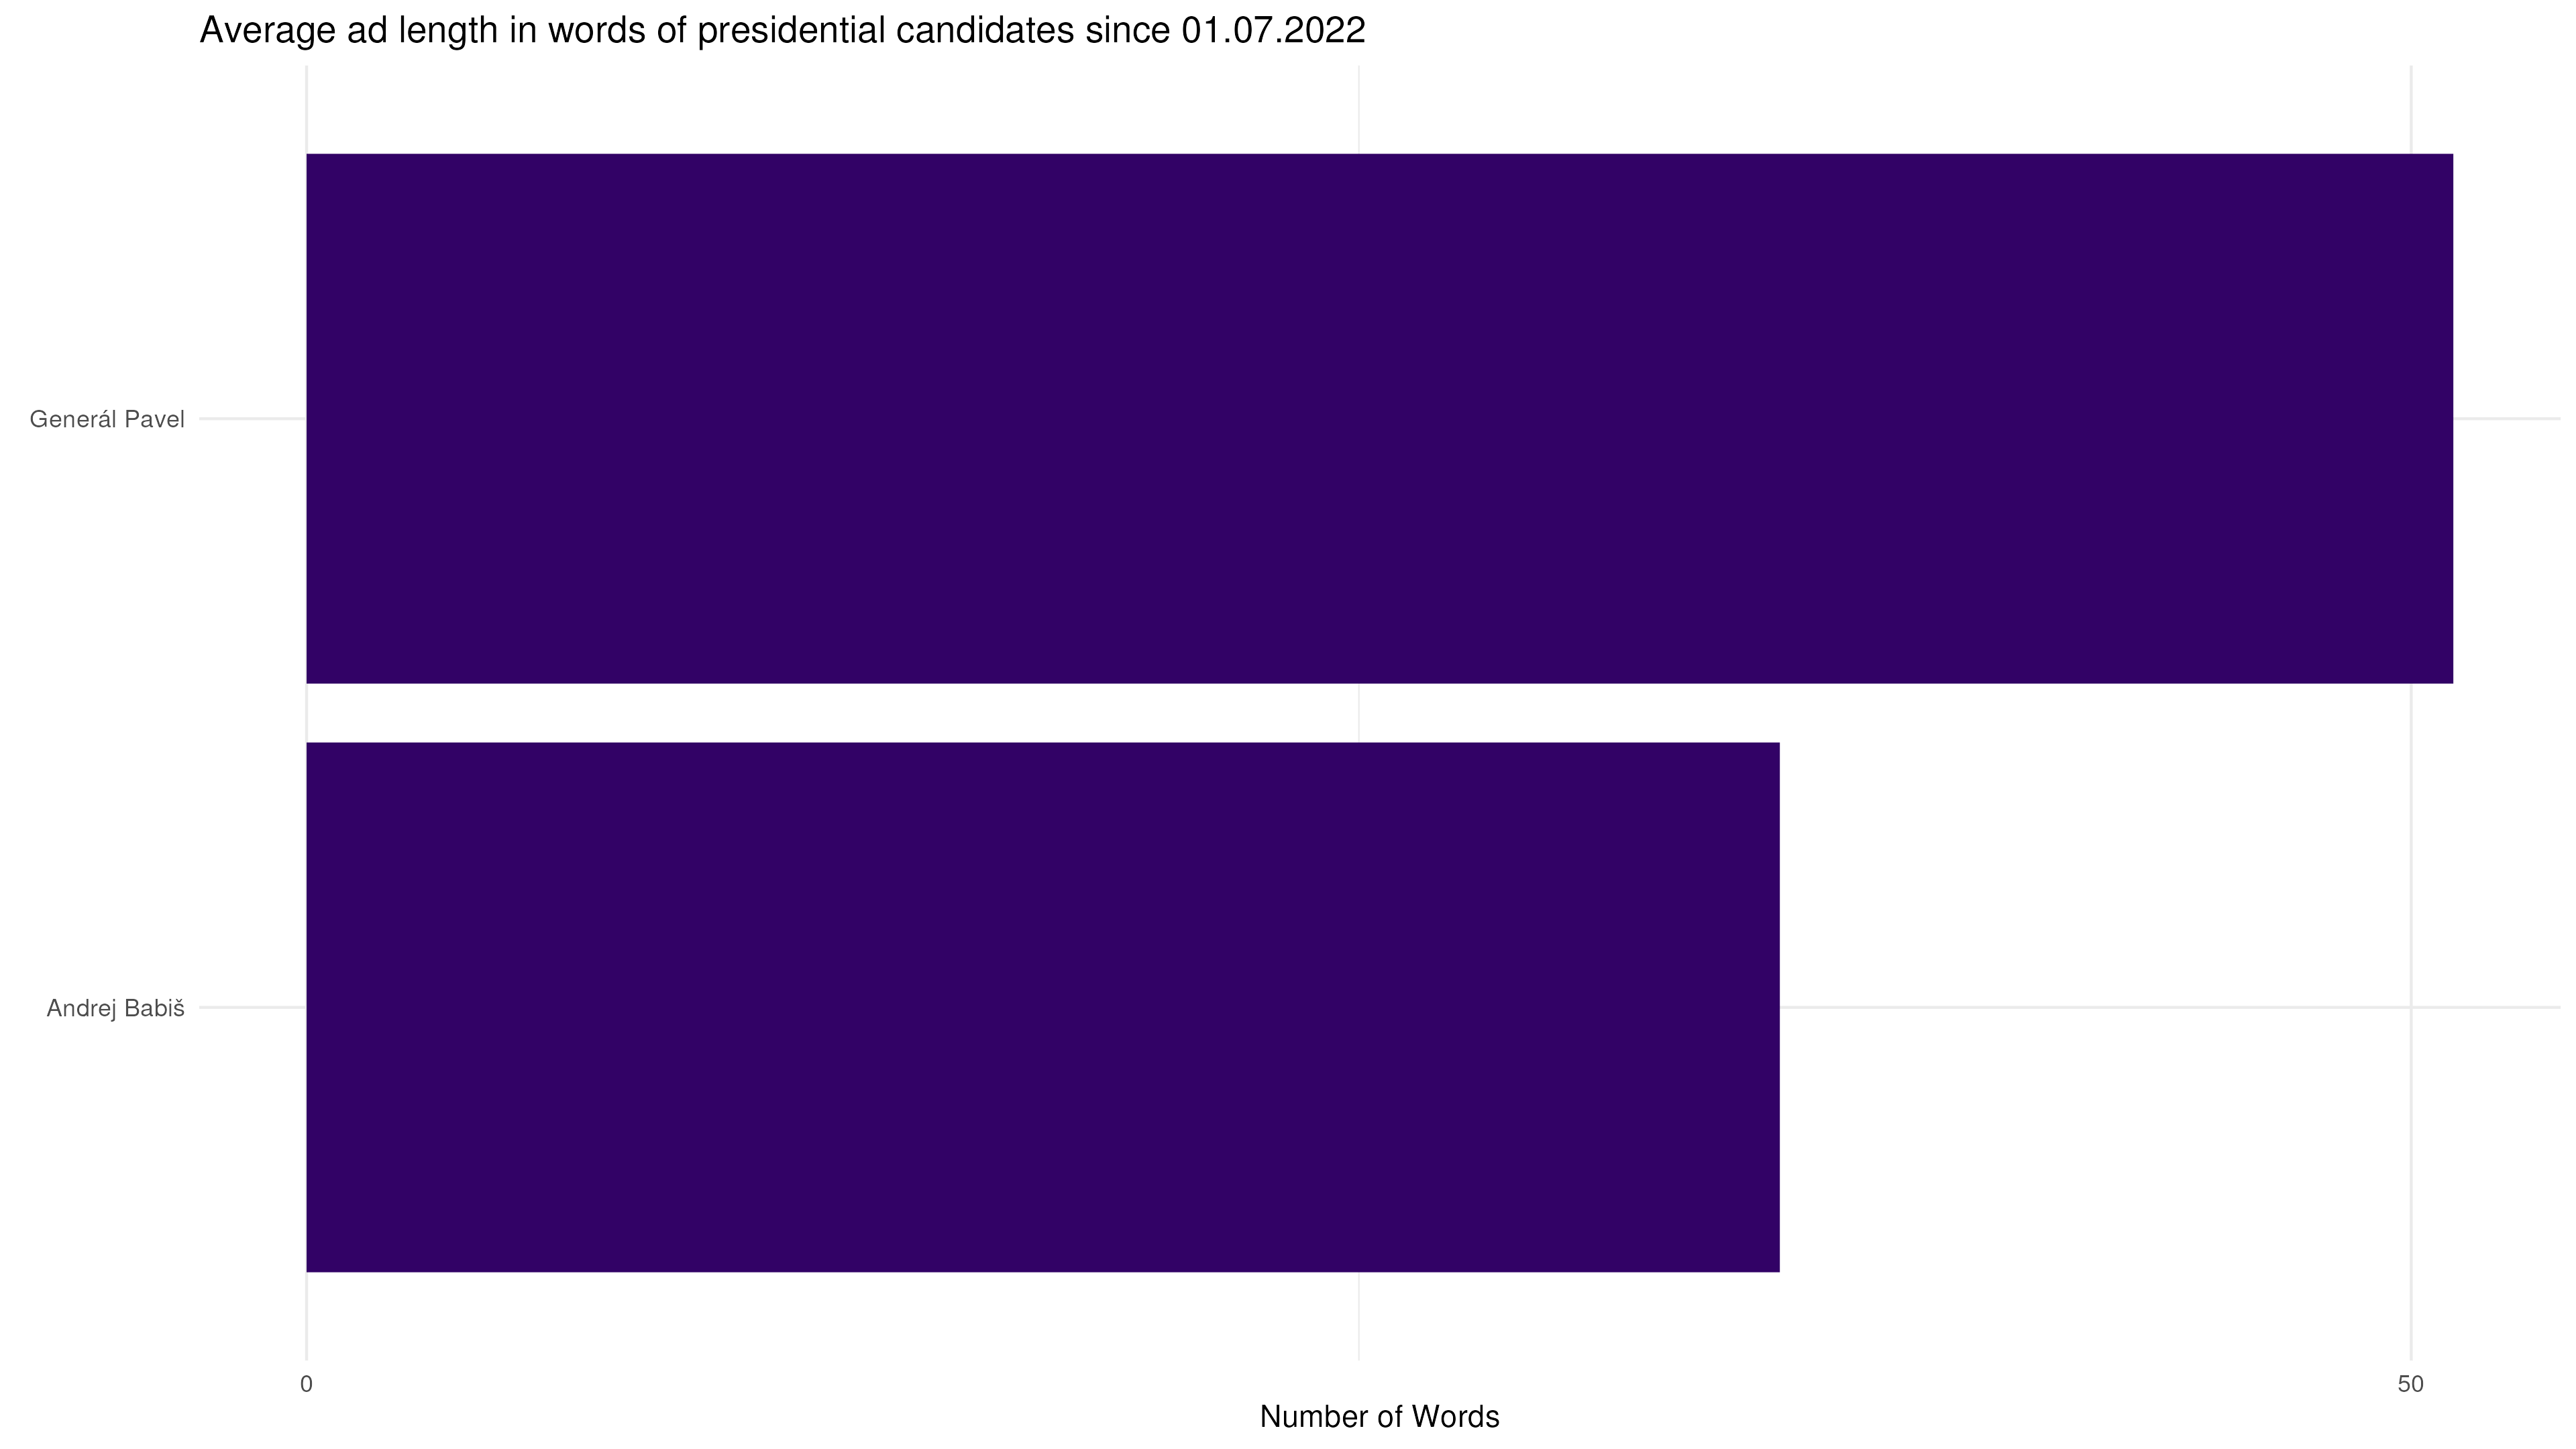 Average ad length in words of presidential candidates since 01.07.2022
Generál Pavel
Andrej Babiš
0
50
Number of Words